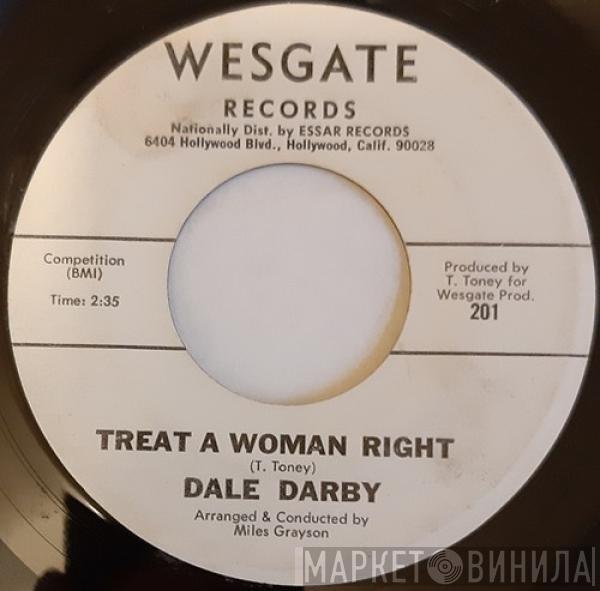 WESGATE
RECORDS
Nationally Dist. by ESSAR RECORDS
6404 Hollywood Blvd., Hollywood, Calif. 90028
Competition
(BMI)
Time: 2:35
Produced by
T. Toney for
Wesgate Prod.
201
TREAT A WOMAN RIGHT
(T. Toney)
DALE DARBY
Arranged & Conducted by
Miles Grayson
МАРКЕТ ВИНИЛА